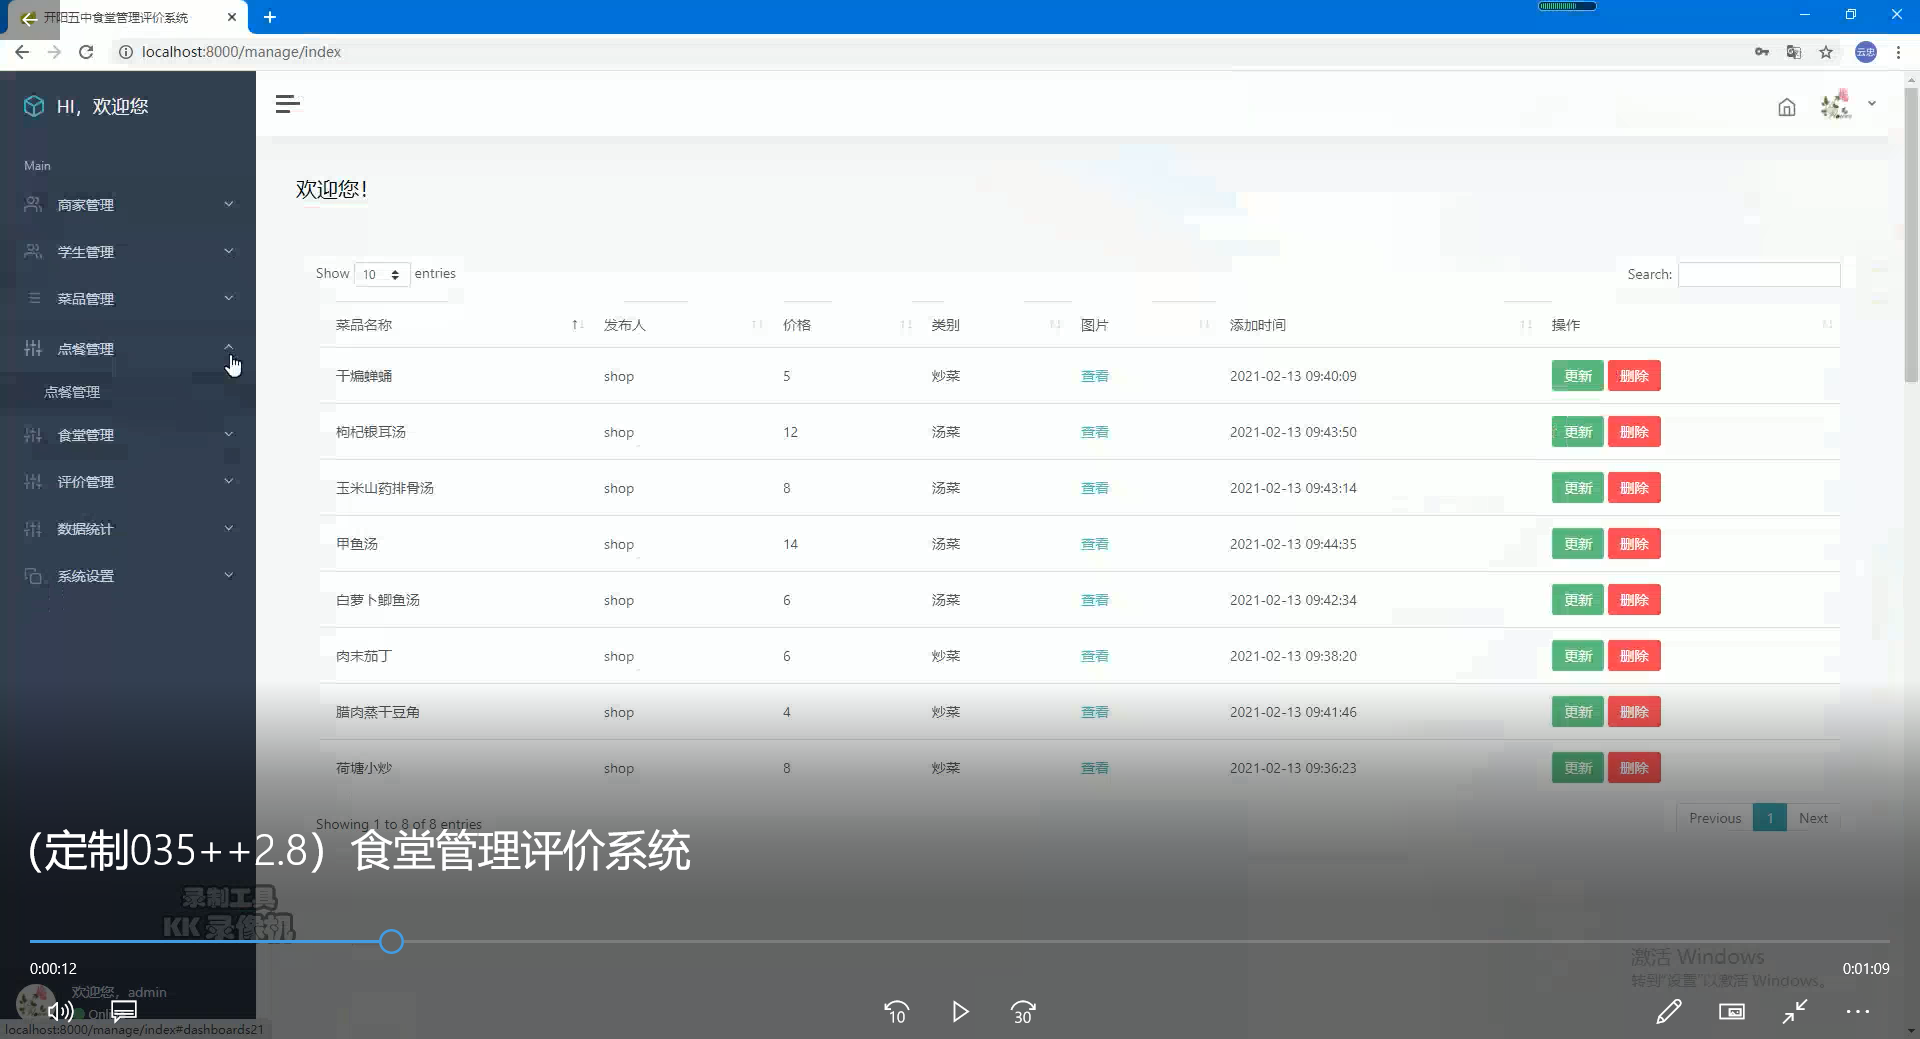 开阳五中食堂管理评价系统
localhost:8000/manage/index
云忠
HI，欢迎您
Main
商家管理
学生管理
菜品管理
点餐管理
点餐管理
食堂管理
评价管理
数据统计
系统设置
欢迎您！
Show 10 entries
Search:
菜品名称 发布人 价格 类别 图片 添加时间 操作
干煸蝉蛹 shop 5 炒菜 查看 2021-02-13 09:40:09 更新 删除
枸杞银耳汤 shop 12 汤菜 查看 2021-02-13 09:43:50 更新 删除
玉米山药排骨汤 shop 8 汤菜 查看 2021-02-13 09:43:14 更新 删除
甲鱼汤 shop 14 汤菜 查看 2021-02-13 09:44:35 更新 删除
白萝卜鲫鱼汤 shop 6 汤菜 查看 2021-02-13 09:42:34 更新 删除
肉末茄丁 shop 6 炒菜 查看 2021-02-13 09:38:20 更新 删除
腊肉蒸干豆角 shop 4 炒菜 查看 2021-02-13 09:41:46 更新 删除
荷塘小炒 shop 8 炒菜 查看 2021-02-13 09:36:23 更新 删除
Showing 1 to 8 of 8 entries
Previous 1 Next
（定制035++2.8）食堂管理评价系统
录制工具
KK 录像机
激活 Windows
转到"设置"以激活 Windows。
0:00:12
0:01:09
欢迎您，admin
10
30
localhost:8000/manage/index#dashboards21